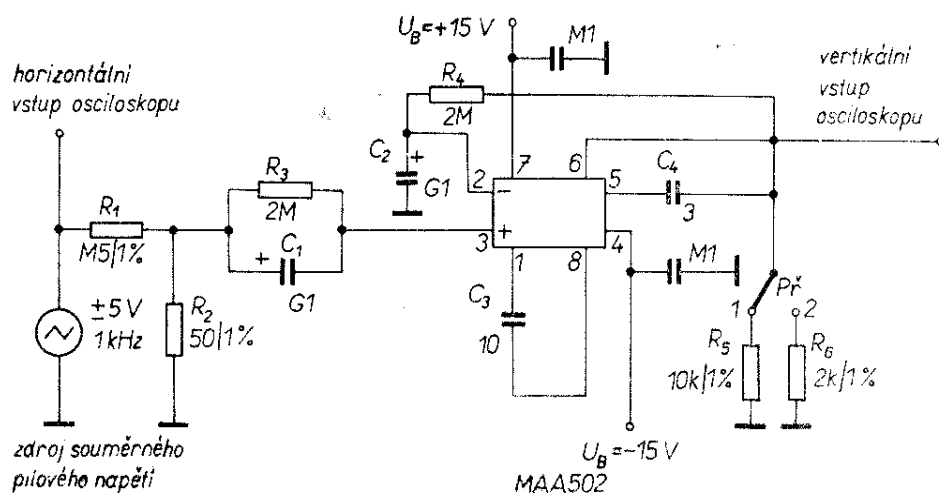 U_B=+15 V
M1
horizontální
vstup osciloskopu
vertikální
vstup
osciloskopu
R4
2M
C2
+
G1
R3
2M
R1
M5/1%
C1
+
G1
7
6
2
−
5
3
+
4
1
8
C4
3
M1
C3
10
±5 V
1kHz
R2
50/1%
Př
1
2
R5
10k/1%
R6
2k/1%
zdroj souměrného
pilového napětí
MAA502
U_B=−15 V